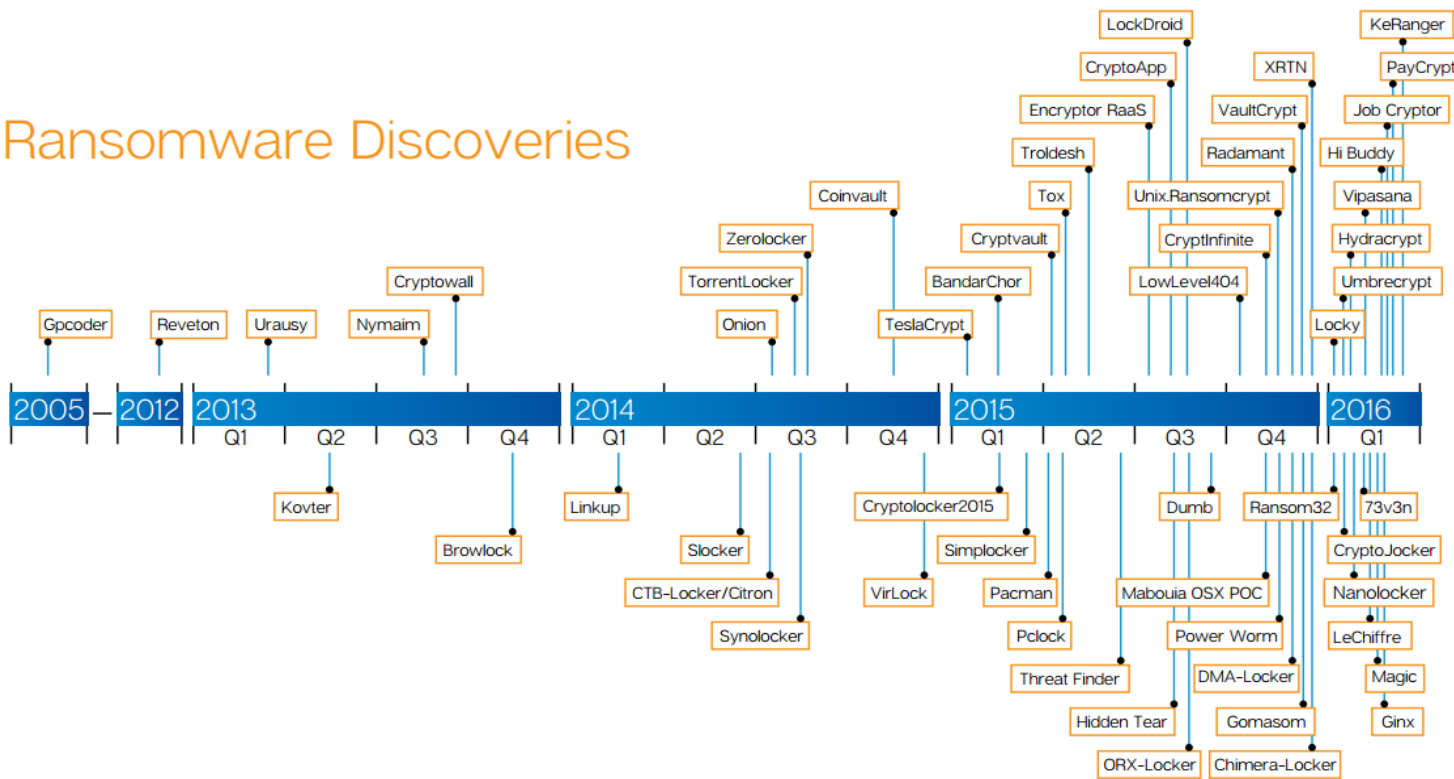 LockDroid
KeRanger
CryptoApp
XRTN
PayCrypt
Ransomware Discoveries
Encryptor RaaS
VaultCrypt
Job Cryptor
Troldesh
Radamant
Hi Buddy
Coinvault
Tox
Unix.Ransomcrypt
Vipasana
Zerolocker
Cryptvault
CryptInfinite
Hydracrypt
Cryptowall
TorrentLocker
BandarChor
LowLevel404
Umbrecrypt
Gpcoder
Reveton
Urausy
Nymaim
Onion
TeslaCrypt
Locky
2005 — 2012 2013 2014 2015 2016
Q1 Q2 Q3 Q4 Q1 Q2 Q3 Q4 Q1 Q2 Q3 Q4 Q1
Kovter
Linkup
Cryptolocker2015
Dumb
Ransom32
73v3n
Browlock
Slocker
Simplocker
CryptoJocker
CTB-Locker/Citron
VirLock
Pacman
Mabouia OSX POC
Nanolocker
Synolocker
Pclock
Power Worm
LeChiffre
Threat Finder
DMA-Locker
Magic
Hidden Tear
Gomasom
Ginx
ORX-Locker
Chimera-Locker